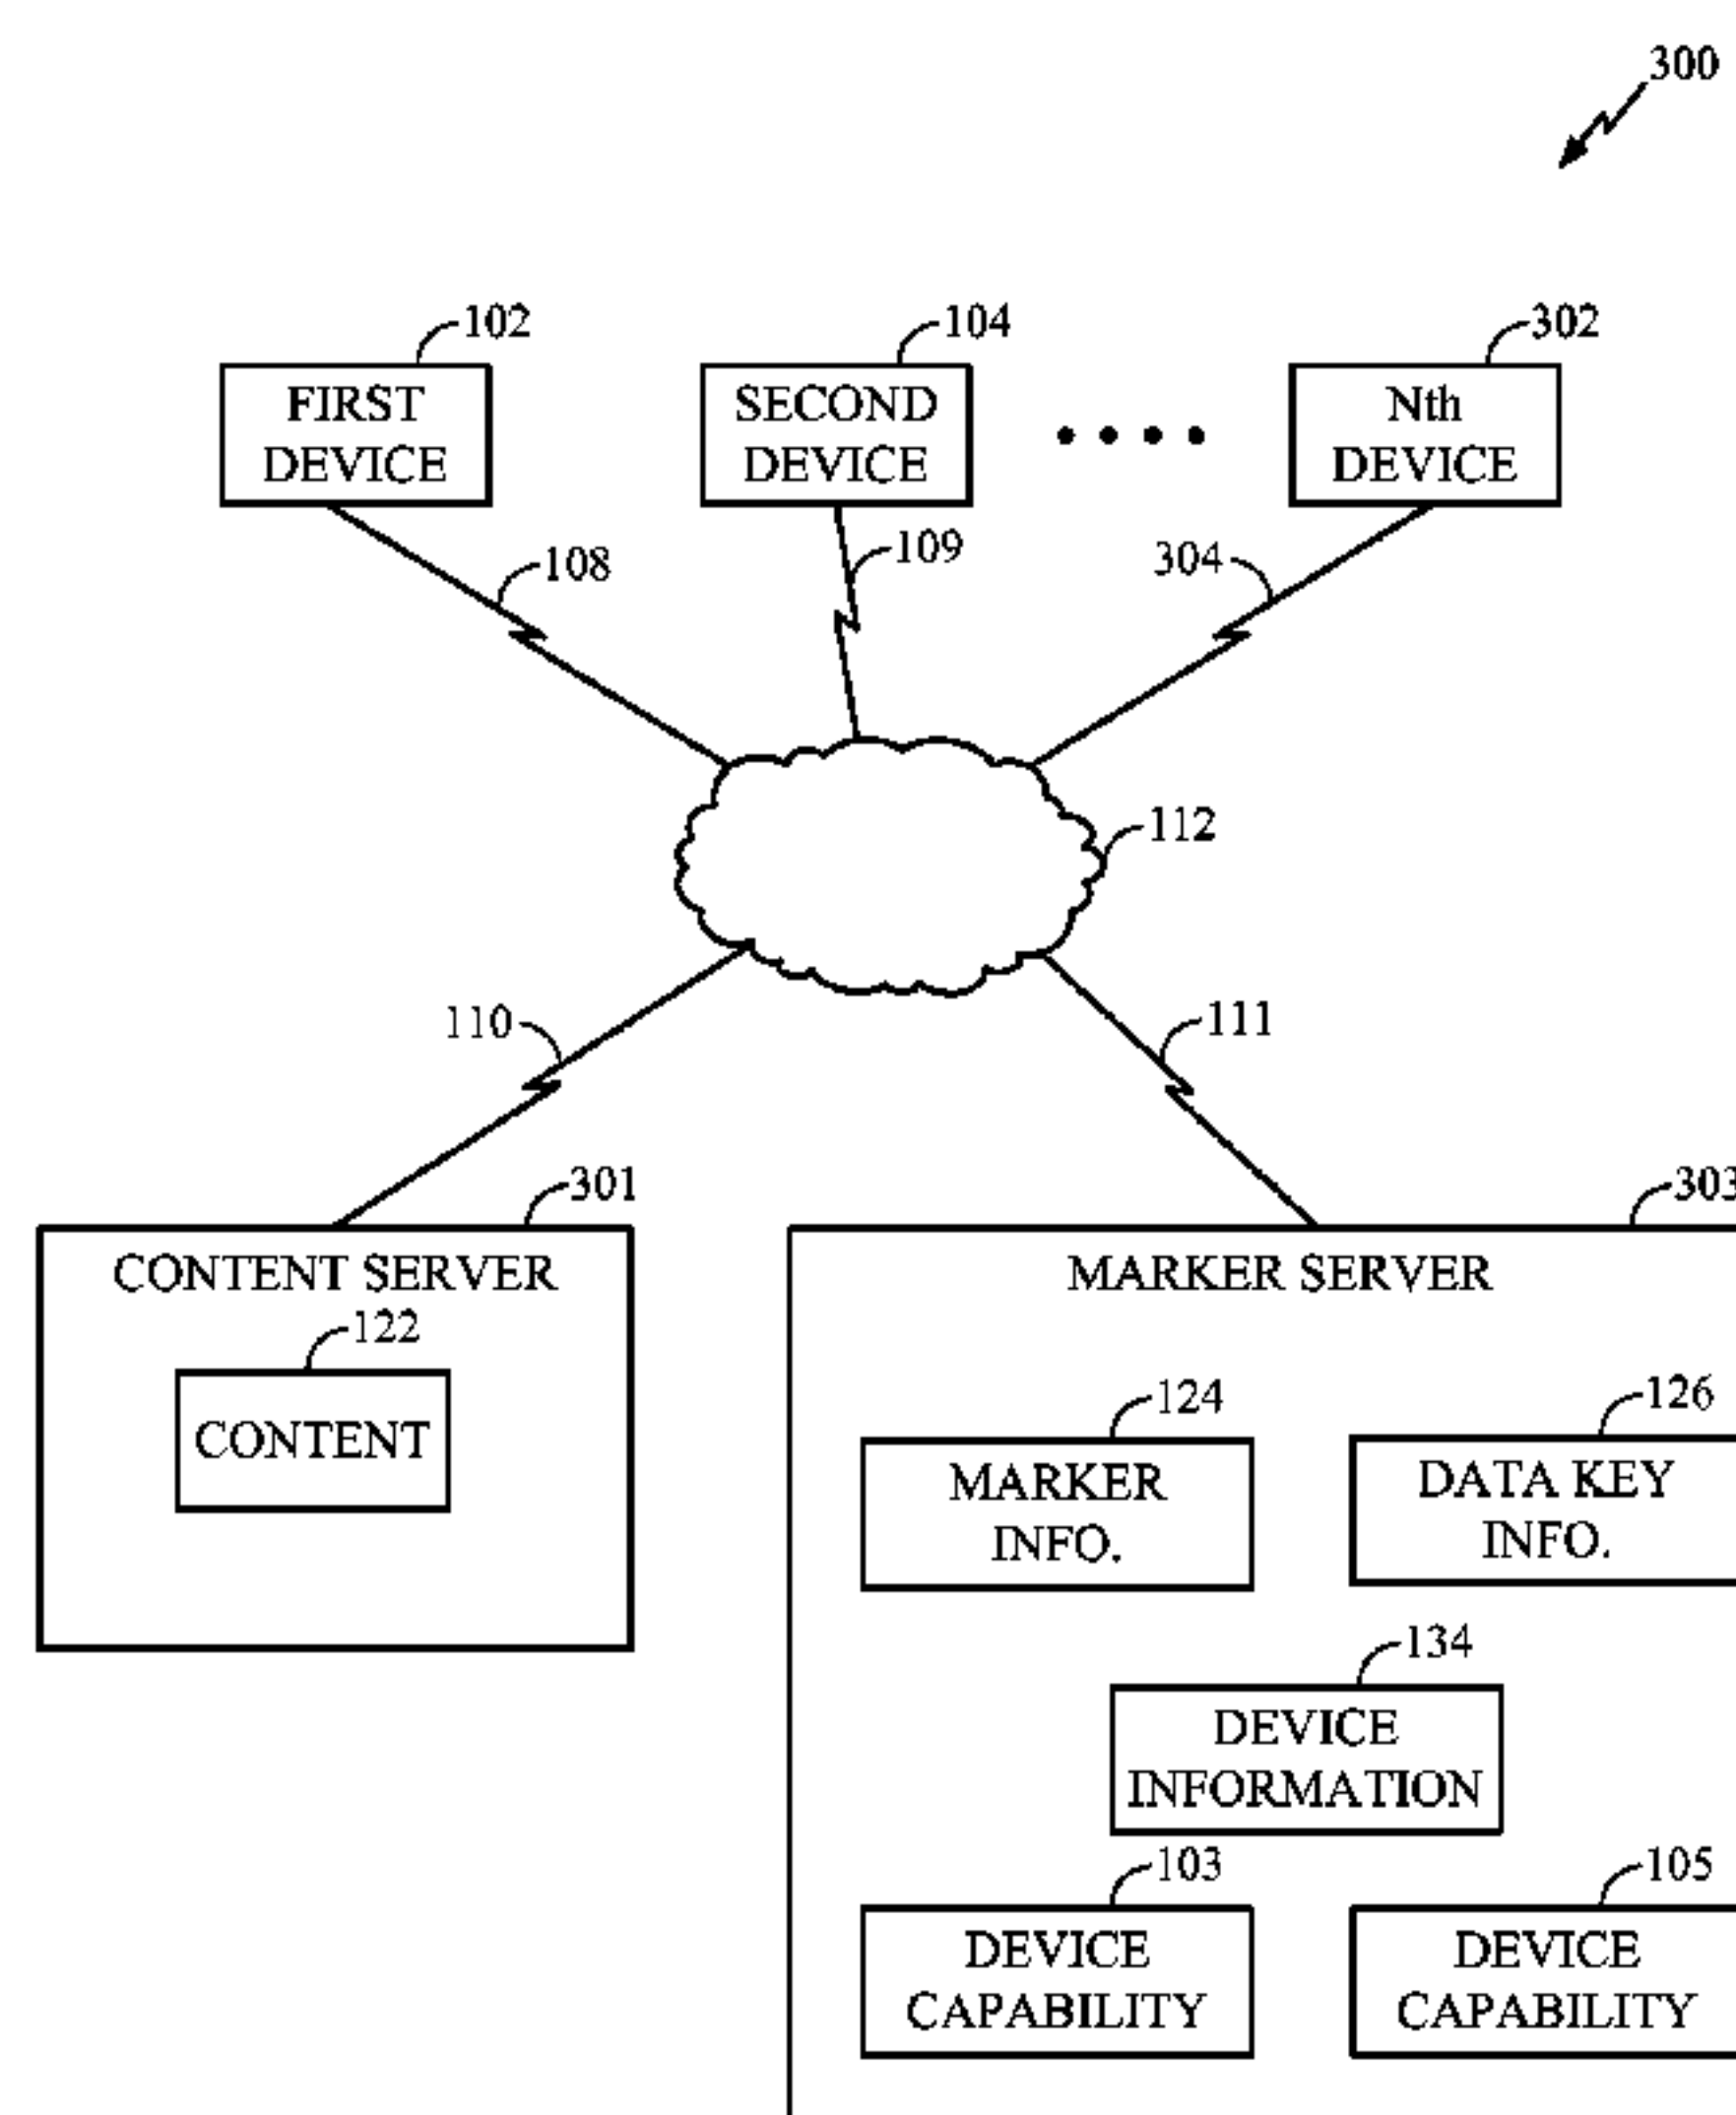 300
102
104
302
FIRST
DEVICE
SECOND
DEVICE
Nth
DEVICE
108
109
304
112
110
111
301
303
CONTENT SERVER
MARKER SERVER
122
CONTENT
124
126
MARKER
INFO.
DATA KEY
INFO.
134
DEVICE
INFORMATION
103
105
DEVICE
CAPABILITY
DEVICE
CAPABILITY